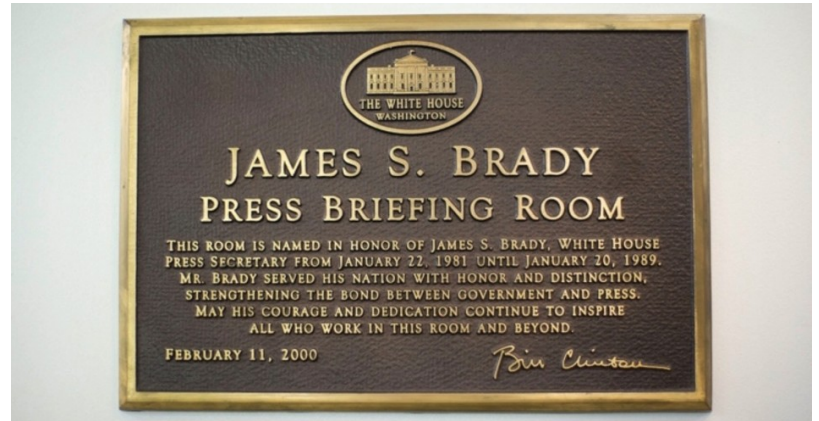 THE WHITE HOUSE
WASHINGTON
JAMES S. BRADY
PRESS BRIEFING ROOM
THIS ROOM IS NAMED IN HONOR OF JAMES S. BRADY, WHITE HOUSE
PRESS SECRETARY FROM JANUARY 22, 1981 UNTIL JANUARY 20, 1989.
MR. BRADY SERVED HIS NATION WITH HONOR AND DISTINCTION,
STRENGTHENING THE BOND BETWEEN GOVERNMENT AND PRESS.
MAY HIS COURAGE AND DEDICATION CONTINUE TO INSPIRE
ALL WHO WORK IN THIS ROOM AND BEYOND.
FEBRUARY 11, 2000 Bill Clinton